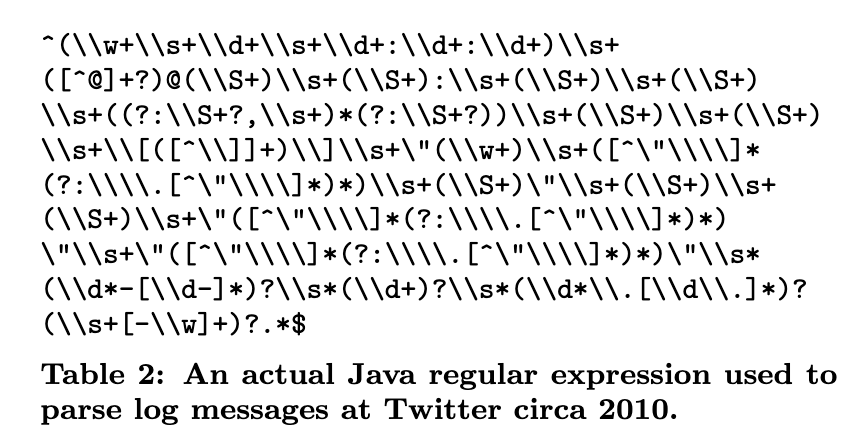 ^(\\w+\\s+\\d+\\s+\\d+:\\d+:\\d+)\\s+
([^@]+?)@(\\S+)\\s+(\\S+):\\s+(\\S+)\\s+(\\S+)
\\s+((?:\\S+?,\\s+)*(?:\\S+?))\\s+(\\S+)\\s+(\\S+)
\\s+\\[([^\\]]+)\\]\\s+\"(\\w+)\\s+([^\"\\\\]*
(?:\\\\.[^\"\\\\]*)*)\\s+(\\S+)\"\\s+(\\S+)\\s+
(\\S+)\\s+\"([^\"\\\\]*(?:\\\\.[^\"\\\\]*)*)
\"\\s+\"([^\"\\\\]*(?:\\\\.[^\"\\\\]*)*)\"\\s*
(\\d*-[\\d-]*)?\\s*(\\d+)?\\s*(\\d*\\.[\\d\\.]*)?
(\\s+[-\\w]+)?.*$
Table 2: An actual Java regular expression used to
parse log messages at Twitter circa 2010.